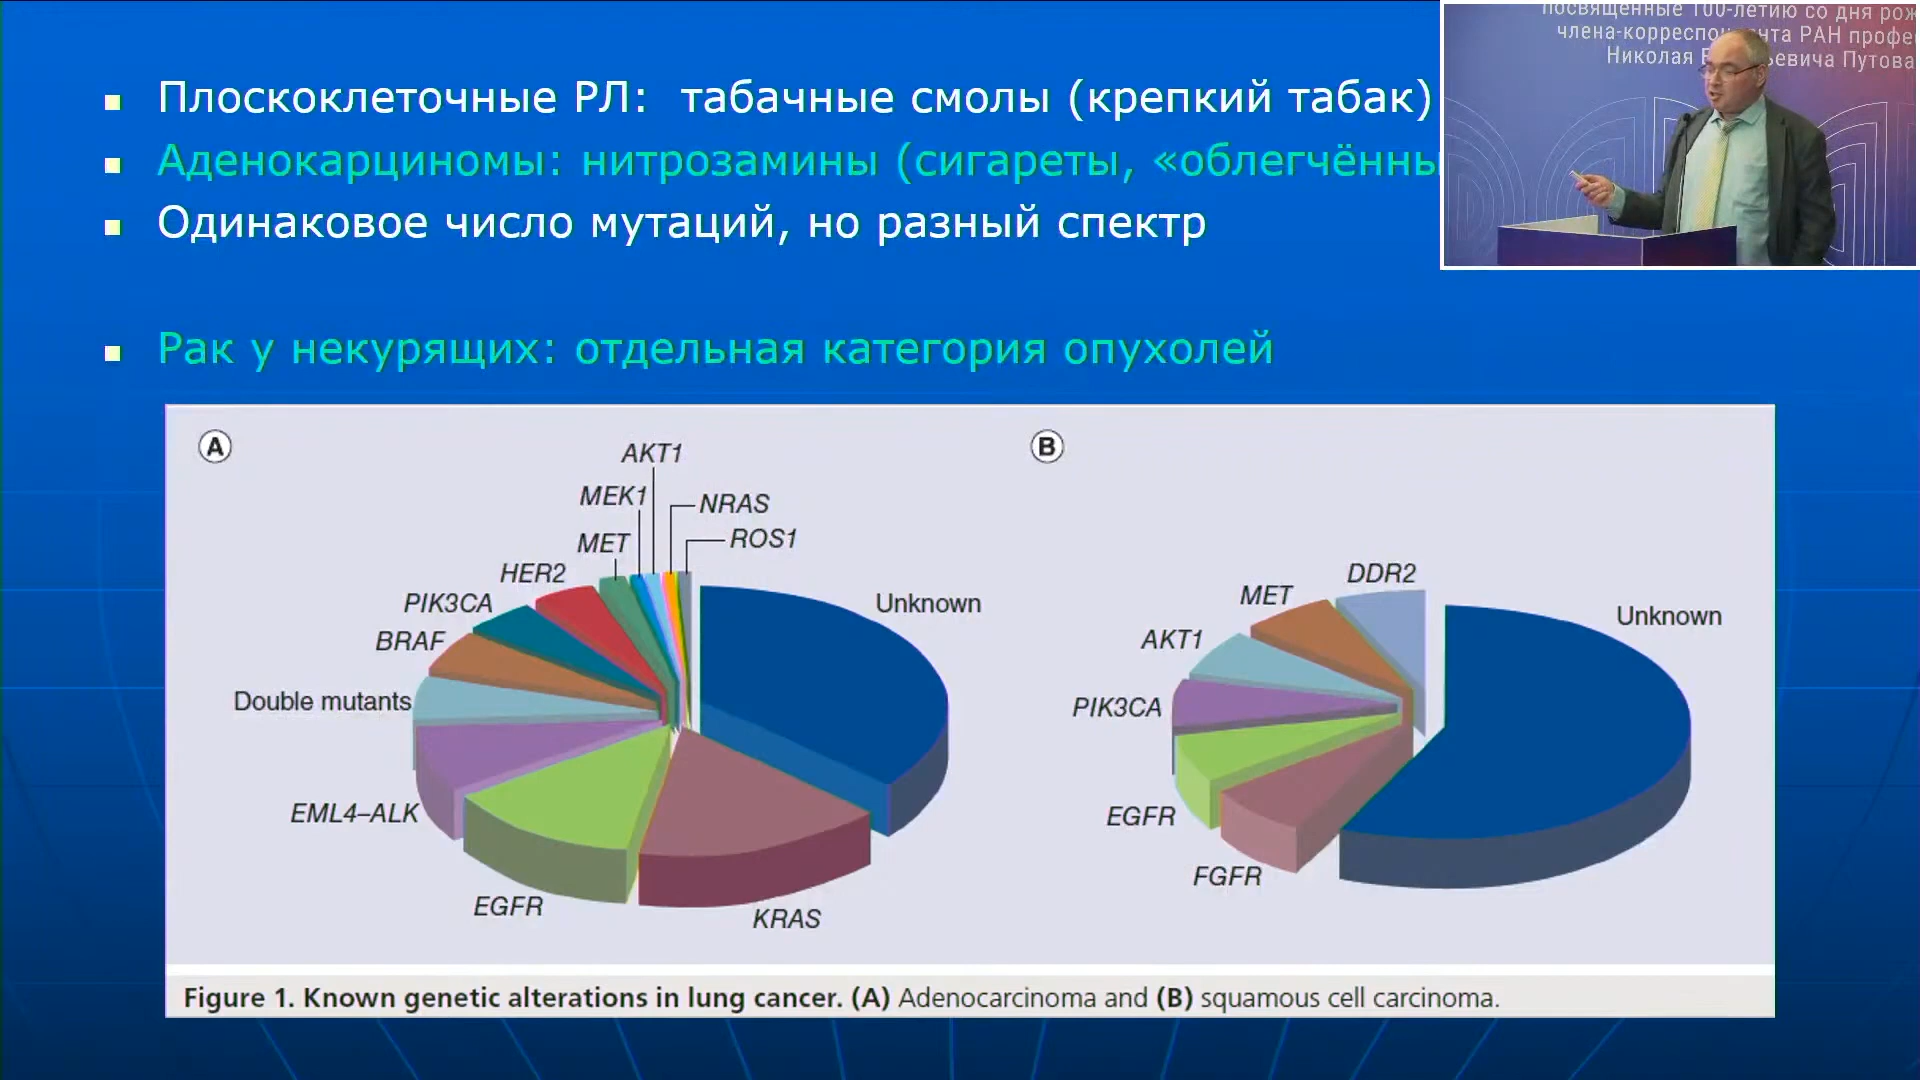 Плоскоклеточные РЛ: табачные смолы (крепкий табак)
Аденокарциномы: нитрозамины (сигареты, «облегчённы
Одинаковое число мутаций, но разный спектр
Рак у некурящих: отдельная категория опухолей
посвященные 100-летию со дня рож
члена-корреспон нта РАН профе
Николая Путова
A
AKT1
MEK1
NRAS
MET
ROS1
HER2
PIK3CA
Unknown
BRAF
Double mutants
EML4–ALK
EGFR
KRAS
B
DDR2
MET
Unknown
AKT1
PIK3CA
EGFR
FGFR
Figure 1. Known genetic alterations in lung cancer. (A) Adenocarcinoma and (B) squamous cell carcinoma.